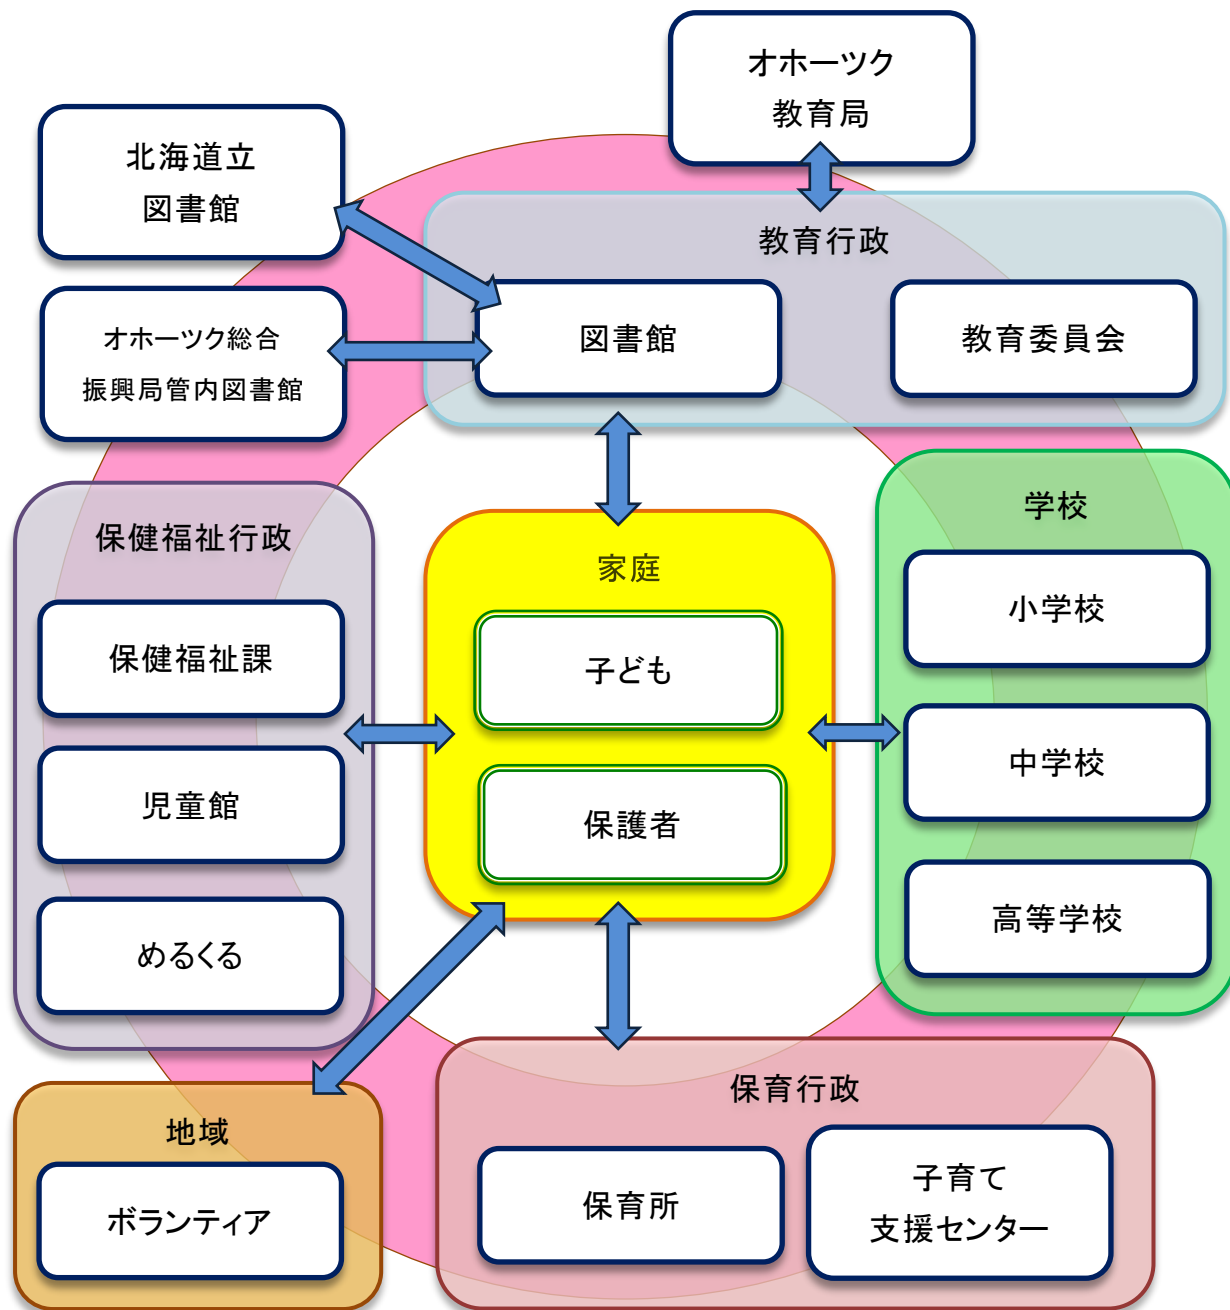 オホーツク
教育局
北海道立
図書館
教育行政
オホーツク総合
振興局管内図書館
図書館
教育委員会
保健福祉行政
保健福祉課
児童館
めるくる
家庭
子ども
保護者
学校
小学校
中学校
高等学校
地域
ボランティア
保育行政
保育所
子育て
支援センター